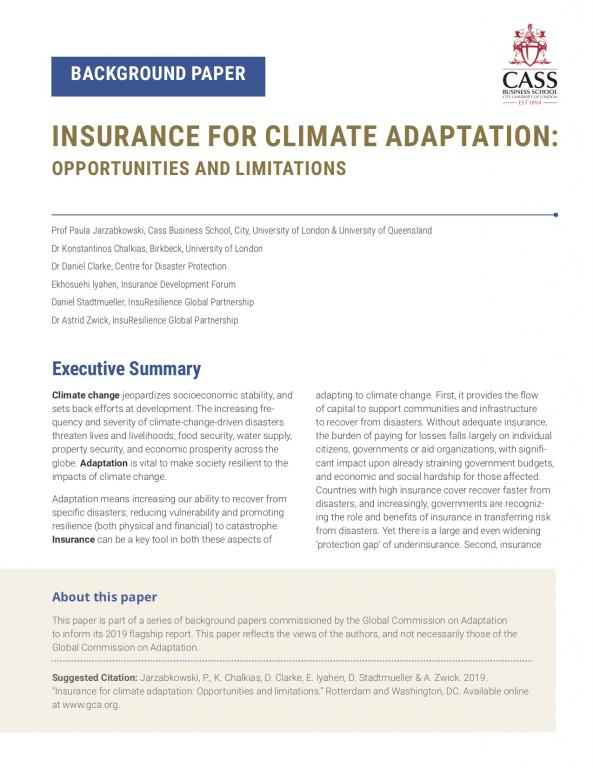 BACKGROUND PAPER
CASS
BUSINESS SCHOOL
CITY, UNIVERSITY OF LONDON
EST 1894
INSURANCE FOR CLIMATE ADAPTATION:
OPPORTUNITIES AND LIMITATIONS
Prof Paula Jarzabkowski, Cass Business School, City, University of London & University of Queensland
Dr Konstantinos Chalkias, Birkbeck, University of London
Dr Daniel Clarke, Centre for Disaster Protection
Ekhosuehi Iyahen, Insurance Development Forum
Daniel Stadtmueller, InsuResilience Global Partnership
Dr Astrid Zwick, InsuResilience Global Partnership
Executive Summary
Climate change jeopardizes socioeconomic stability, and
sets back efforts at development. The increasing fre-
quency and severity of climate-change-driven disasters
threaten lives and livelihoods, food security, water supply,
property security, and economic prosperity across the
globe. Adaptation is vital to make society resilient to the
impacts of climate change.
Adaptation means increasing our ability to recover from
specific disasters; reducing vulnerability and promoting
resilience (both physical and financial) to catastrophe.
Insurance can be a key tool in both these aspects of
adapting to climate change. First, it provides the flow
of capital to support communities and infrastructure
to recover from disasters. Without adequate insurance,
the burden of paying for losses falls largely on individual
citizens, governments or aid organizations, with signifi-
cant impact upon already straining government budgets,
and economic and social hardship for those affected.
Countries with high insurance cover recover faster from
disasters, and increasingly, governments are recogniz-
ing the role and benefits of insurance in transferring risk
from disasters. Yet there is a large and even widening
‘protection gap’ of underinsurance. Second, insurance
About this paper
This paper is part of a series of background papers commissioned by the Global Commission on Adaptation
to inform its 2019 flagship report. This paper reflects the views of the authors, and not necessarily those of the
Global Commission on Adaptation.
Suggested Citation: Jarzabkowski, P., K. Chalkias, D. Clarke, E. Iyahen, D. Stadtmueller & A. Zwick. 2019.
“Insurance for climate adaptation: Opportunities and limitations.” Rotterdam and Washington, DC. Available online
at www.gca.org.